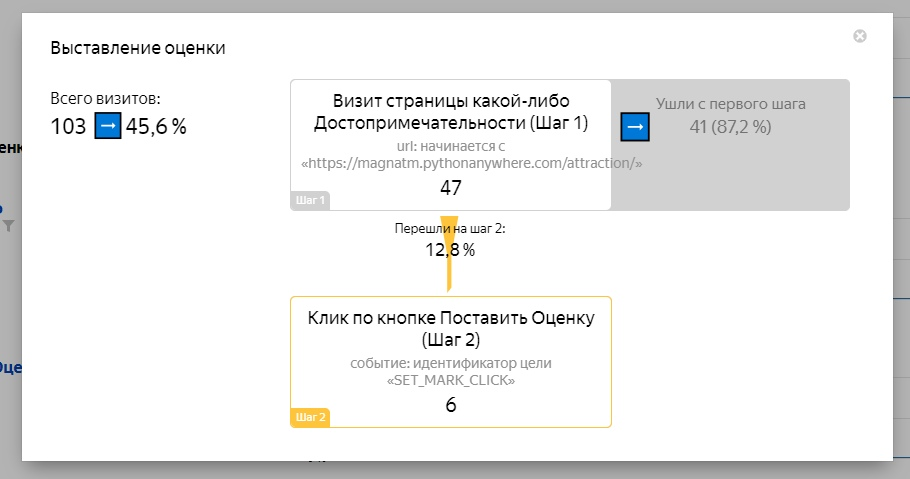 Выставление оценки
Всего визитов:
103 → 45,6 %
Визит страницы какой-либо
Достопримечательности (Шаг 1)
url: начинается с
«https://magnatm.pythonanywhere.com/attraction/»
47
Шаг 1
→
Ушли с первого шага
41 (87,2 %)
Перешли на шаг 2:
12,8 %
Клик по кнопке Поставить Оценку
(Шаг 2)
событие: идентификатор цели
«SET_MARK_CLICK»
6
Шаг 2